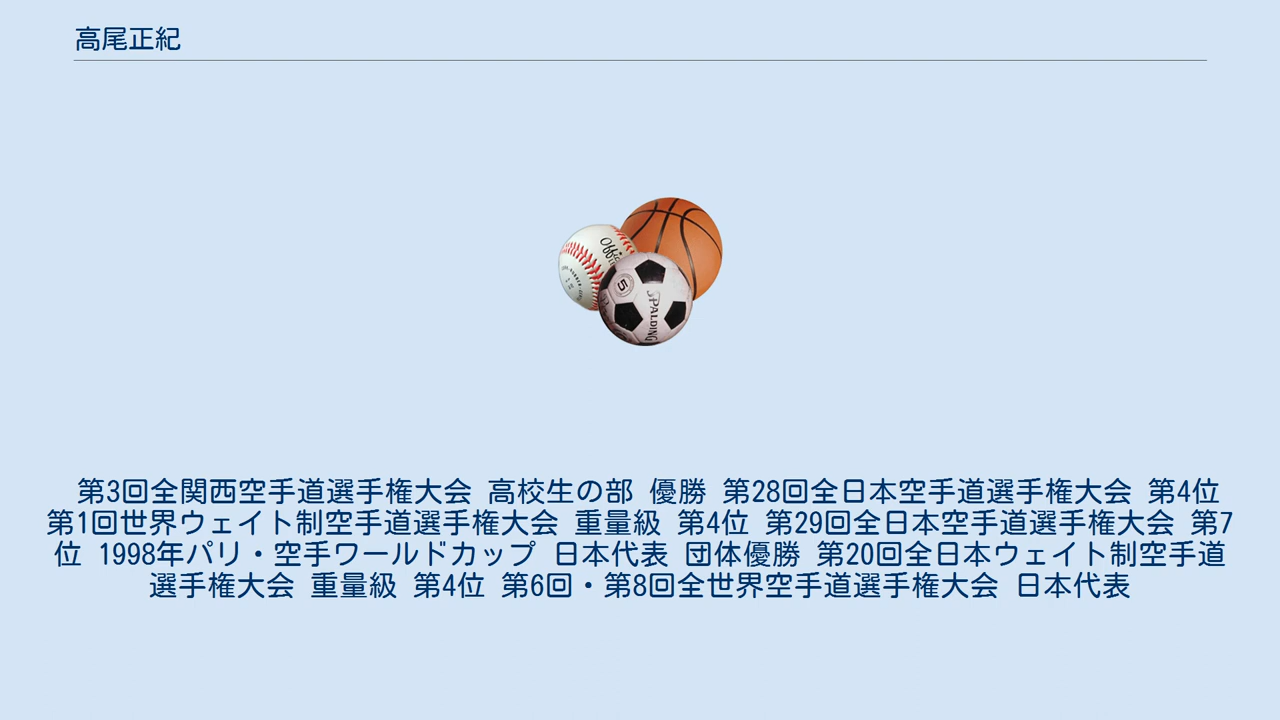 高尾正紀
Offic
5
SPALDING
第3回全関西空手道選手権大会 高校生の部 優勝 第28回全日本空手道選手権大会 第4位
第1回世界ウェイト制空手道選手権大会 重量級 第4位 第29回全日本空手道選手権大会 第7
位 1998年パリ・空手ワールドカップ 日本代表 団体優勝 第20回全日本ウェイト制空手道
選手権大会 重量級 第4位 第6回・第8回全世界空手道選手権大会 日本代表